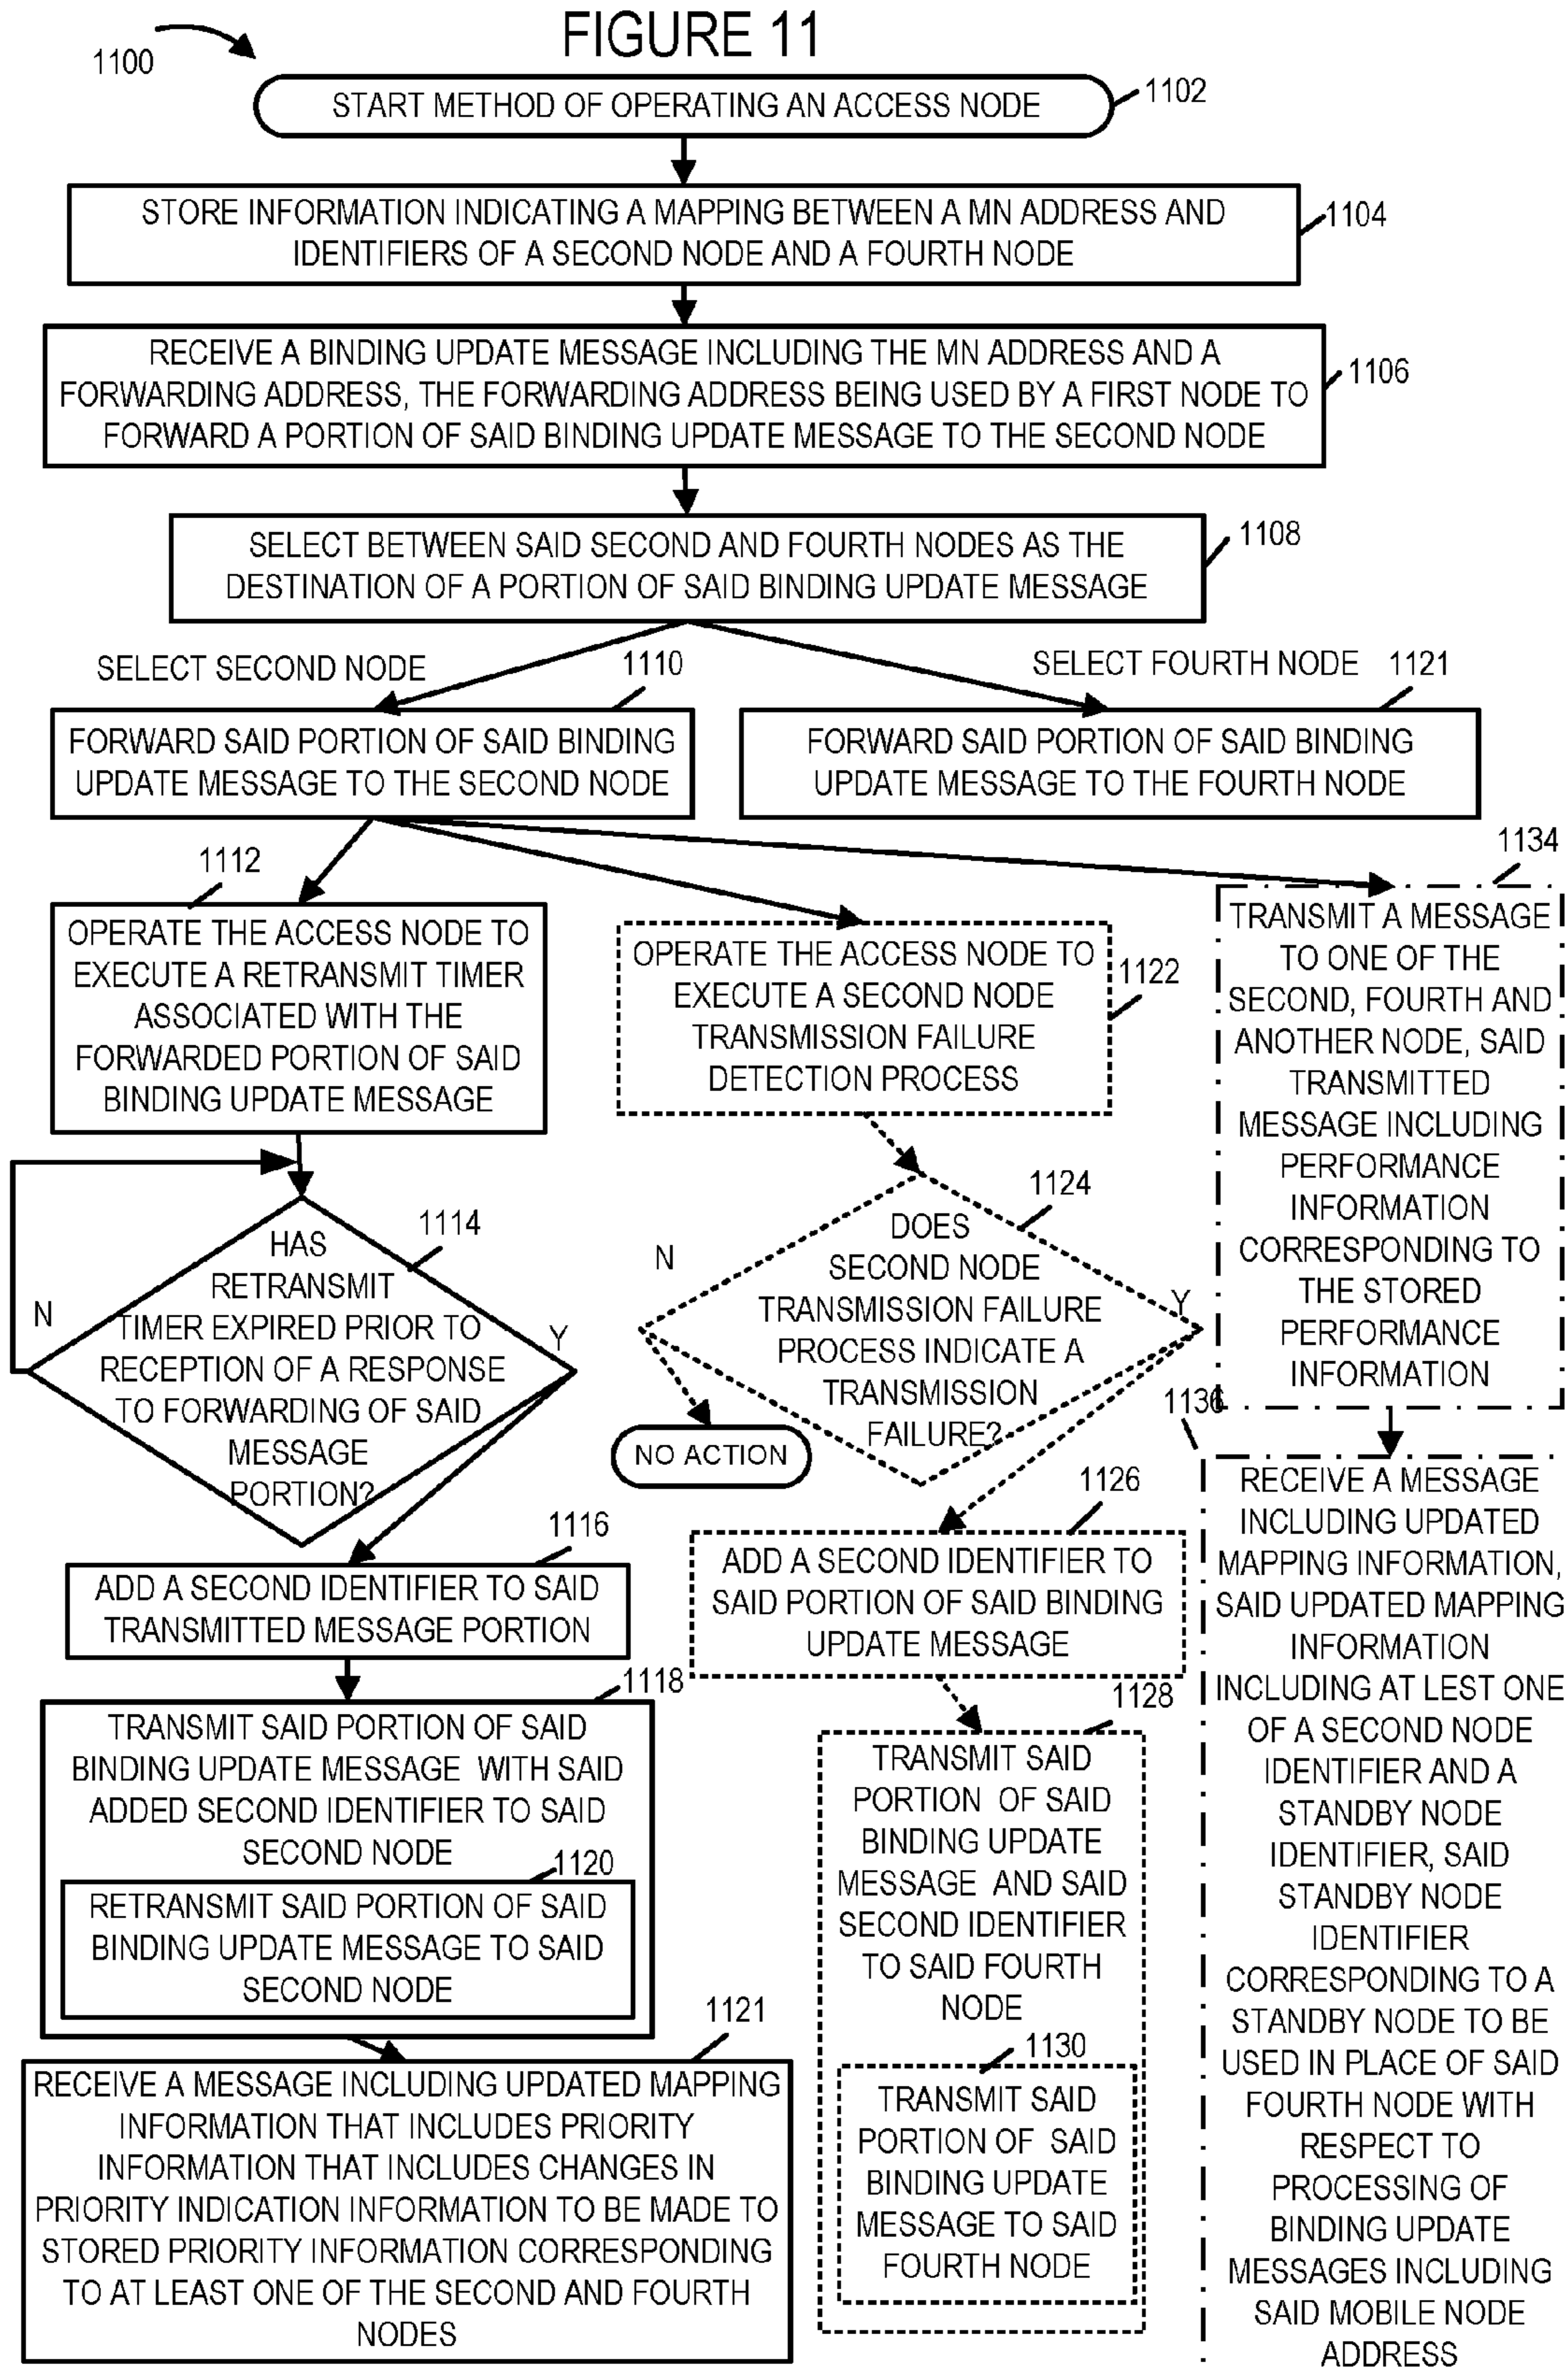 FIGURE 11
1100
START METHOD OF OPERATING AN ACCESS NODE
1102
STORE INFORMATION INDICATING A MAPPING BETWEEN A MN ADDRESS AND
IDENTIFIERS OF A SECOND NODE AND A FOURTH NODE
1104
RECEIVE A BINDING UPDATE MESSAGE INCLUDING THE MN ADDRESS AND A
FORWARDING ADDRESS, THE FORWARDING ADDRESS BEING USED BY A FIRST NODE TO
FORWARD A PORTION OF SAID BINDING UPDATE MESSAGE TO THE SECOND NODE
1106
SELECT BETWEEN SAID SECOND AND FOURTH NODES AS THE
DESTINATION OF A PORTION OF SAID BINDING UPDATE MESSAGE
1108
SELECT SECOND NODE
1110
SELECT FOURTH NODE
1121
FORWARD SAID PORTION OF SAID BINDING
UPDATE MESSAGE TO THE SECOND NODE
FORWARD SAID PORTION OF SAID BINDING
UPDATE MESSAGE TO THE FOURTH NODE
1112
OPERATE THE ACCESS NODE TO
EXECUTE A RETRANSMIT TIMER
ASSOCIATED WITH THE
FORWARDED PORTION OF SAID
BINDING UPDATE MESSAGE
1114
HAS
RETRANSMIT
TIMER EXPIRED PRIOR TO
RECEPTION OF A RESPONSE
TO FORWARDING OF SAID
MESSAGE
PORTION?
N
Y
1116
ADD A SECOND IDENTIFIER TO SAID
TRANSMITTED MESSAGE PORTION
1118
TRANSMIT SAID PORTION OF SAID
BINDING UPDATE MESSAGE WITH SAID
ADDED SECOND IDENTIFIER TO SAID
SECOND NODE
1120
RETRANSMIT SAID PORTION OF SAID
BINDING UPDATE MESSAGE TO SAID
SECOND NODE
1121
RECEIVE A MESSAGE INCLUDING UPDATED MAPPING
INFORMATION THAT INCLUDES PRIORITY
INFORMATION THAT INCLUDES CHANGES IN
PRIORITY INDICATION INFORMATION TO BE MADE TO
STORED PRIORITY INFORMATION CORRESPONDING
TO AT LEAST ONE OF THE SECOND AND FOURTH
NODES
OPERATE THE ACCESS NODE TO
EXECUTE A SECOND NODE
TRANSMISSION FAILURE
DETECTION PROCESS
1122
1124
DOES
SECOND NODE
TRANSMISSION FAILURE
PROCESS INDICATE A
TRANSMISSION
FAILURE?
N
Y
NO ACTION
1126
ADD A SECOND IDENTIFIER TO
SAID PORTION OF SAID BINDING
UPDATE MESSAGE
1128
TRANSMIT SAID
PORTION OF SAID
BINDING UPDATE
MESSAGE AND SAID
SECOND IDENTIFIER
TO SAID FOURTH
NODE
1130
TRANSMIT SAID
PORTION OF SAID
BINDING UPDATE
MESSAGE TO SAID
FOURTH NODE
1134
TRANSMIT A MESSAGE
TO ONE OF THE
SECOND, FOURTH AND
ANOTHER NODE, SAID
TRANSMITTED
MESSAGE INCLUDING
PERFORMANCE
INFORMATION
CORRESPONDING TO
THE STORED
PERFORMANCE
INFORMATION
1136
RECEIVE A MESSAGE
INCLUDING UPDATED
MAPPING INFORMATION,
SAID UPDATED MAPPING
INFORMATION
INCLUDING AT LEST ONE
OF A SECOND NODE
IDENTIFIER AND A
STANDBY NODE
IDENTIFIER, SAID
STANDBY NODE
IDENTIFIER
CORRESPONDING TO A
STANDBY NODE TO BE
USED IN PLACE OF SAID
FOURTH NODE WITH
RESPECT TO
PROCESSING OF
BINDING UPDATE
MESSAGES INCLUDING
SAID MOBILE NODE
ADDRESS